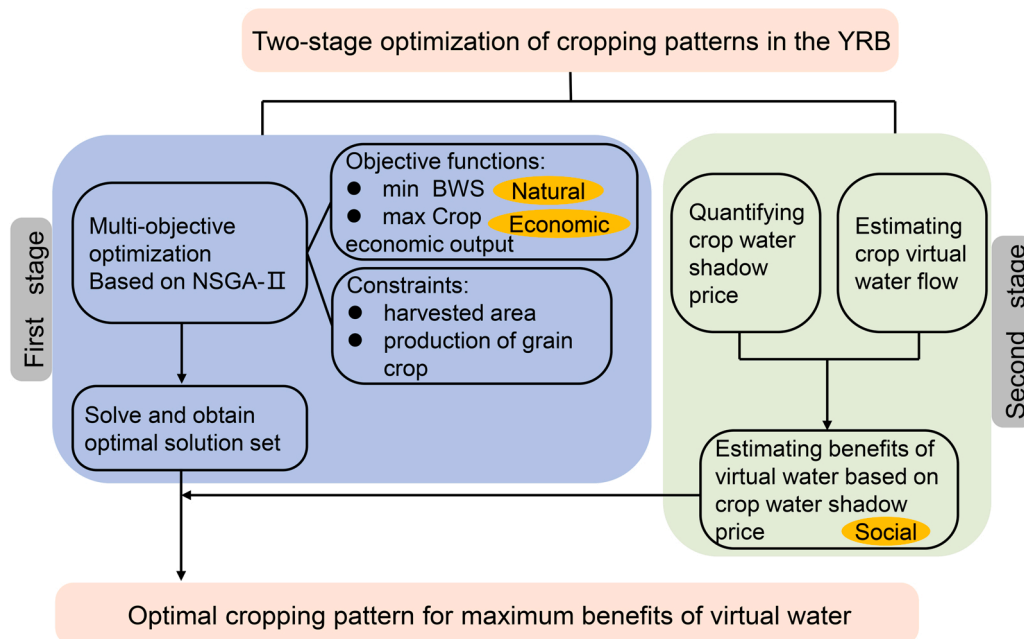 Two-stage optimization of cropping patterns in the YRB
First stage
Multi-objective
optimization
Based on NSGA-Ⅱ
Objective functions:
● min BWS Natural
● max Crop Economic
economic output
Constraints:
● harvested area
● production of grain
crop
Solve and obtain
optimal solution set
Quantifying
crop water
shadow
price
Estimating
crop virtual
water flow
Second stage
Estimating benefits of
virtual water based on
crop water shadow
price Social
Optimal cropping pattern for maximum benefits of virtual water